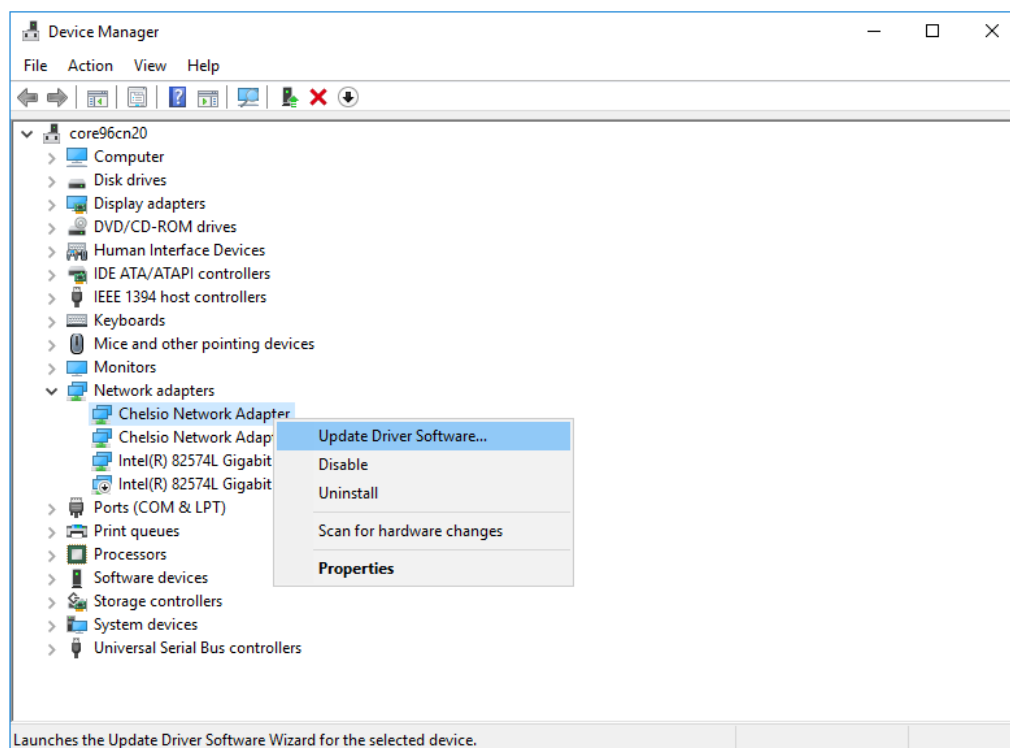 Device Manager
File Action View Help
core96cn20
Computer
Disk drives
Display adapters
DVD/CD-ROM drives
Human Interface Devices
IDE ATA/ATAPI controllers
IEEE 1394 host controllers
Keyboards
Mice and other pointing devices
Monitors
Network adapters
Chelsio Network Adapter
Chelsio Network Adap
Intel(R) 82574L Gigabit
Intel(R) 82574L Gigabit
Update Driver Software...
Disable
Uninstall
Scan for hardware changes
Properties
Ports (COM & LPT)
Print queues
Processors
Software devices
Storage controllers
System devices
Universal Serial Bus controllers
Launches the Update Driver Software Wizard for the selected device.